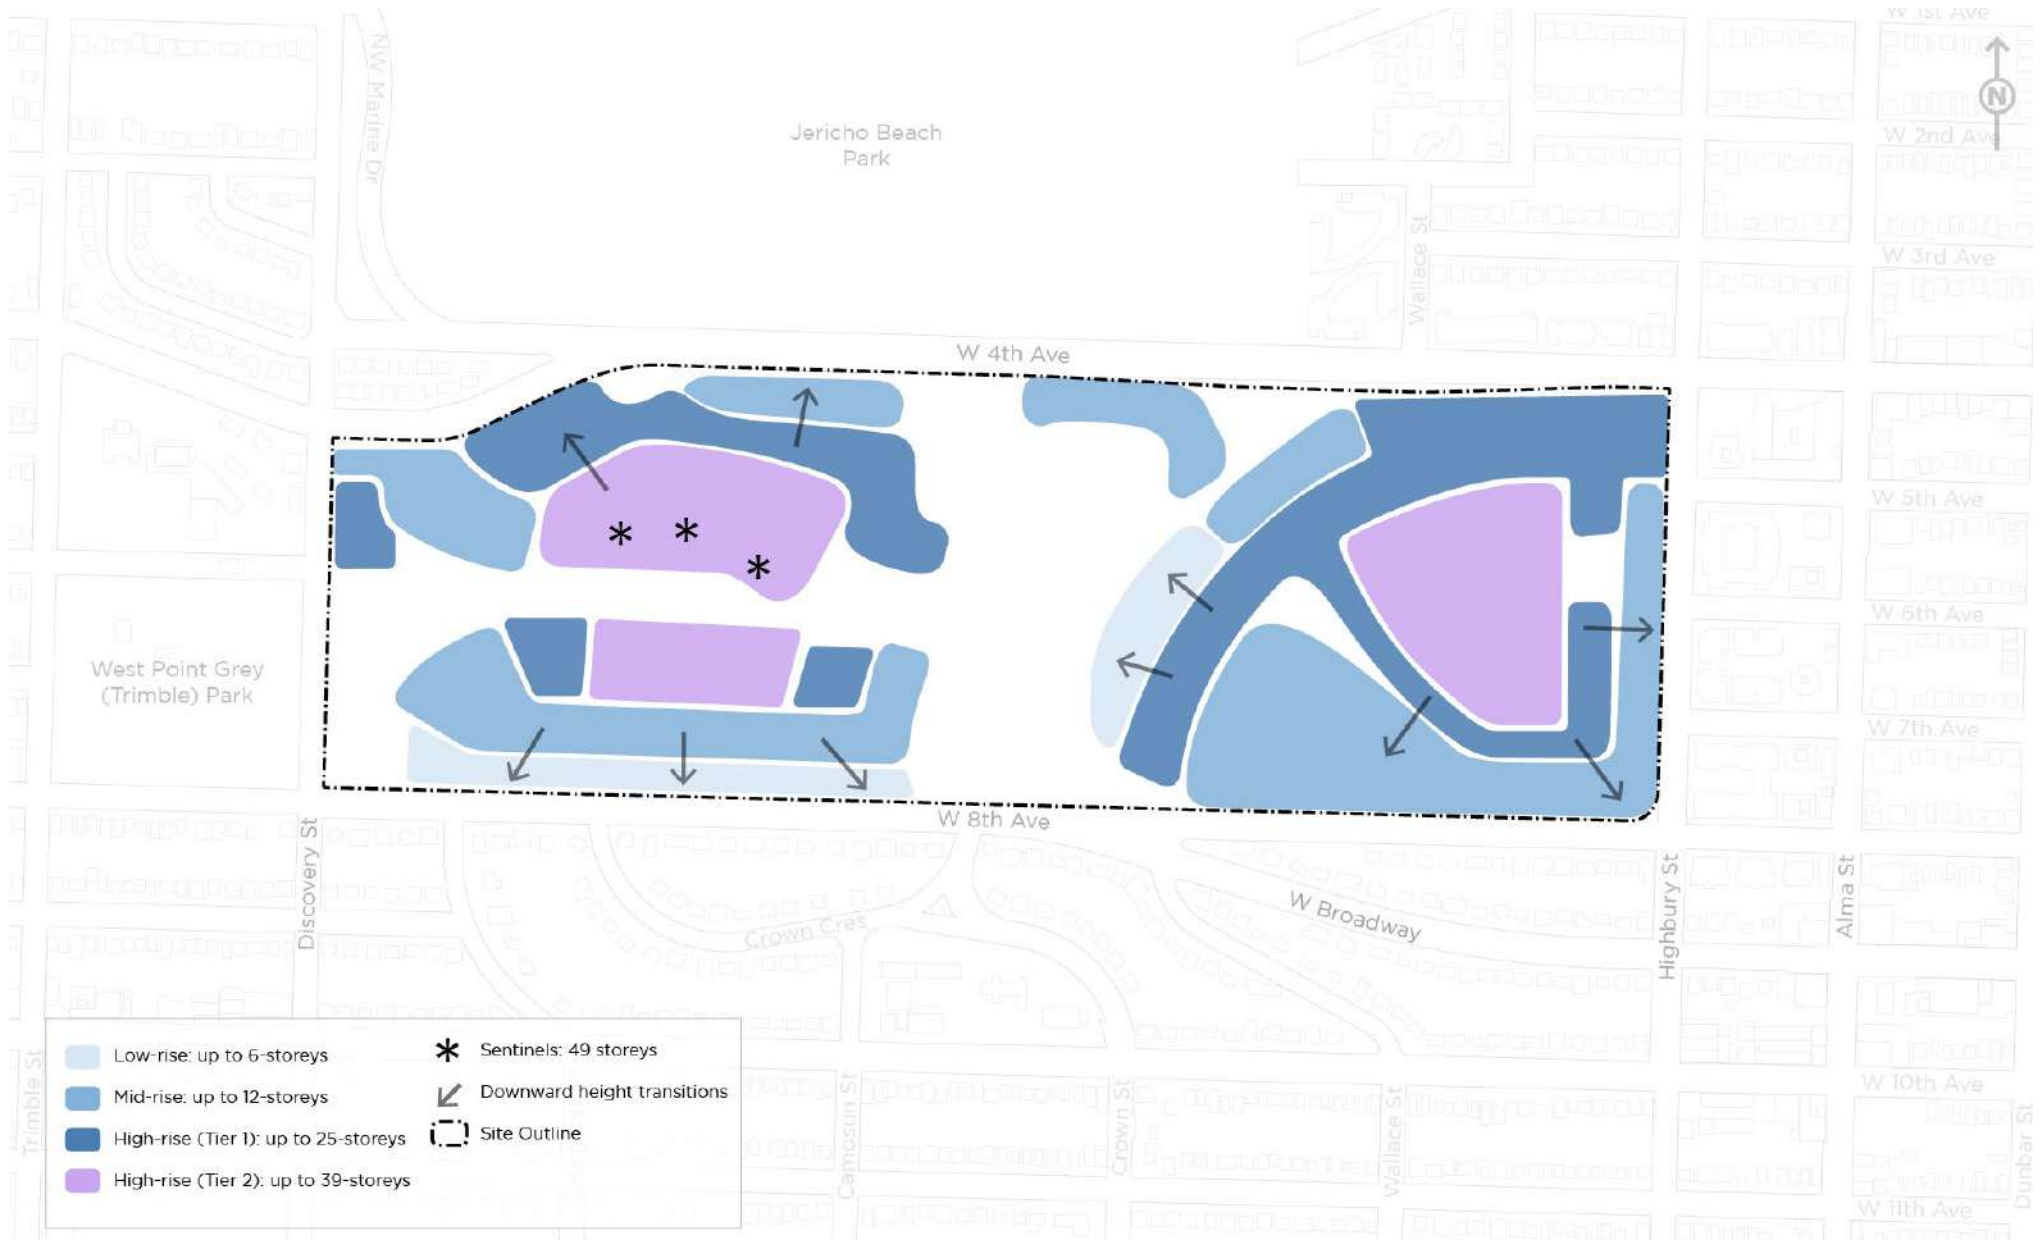 W 1st Ave
NW Marine Dr
N
Jericho Beach
Park
W 2nd Ave
Wallace St
W 3rd Ave
W 4th Ave
W 5th Ave
W 6th Ave
West Point Grey
(Trimble) Park
W 7th Ave
W 8th Ave
Discovery St
Crown Cres
W Broadway
Highbury St
Alma St
Trimble St
Camosun St
Crown St
Wallace St
W 10th Ave
Dunbar St
W 11th Ave
Low-rise: up to 6-storeys
Mid-rise: up to 12-storeys
High-rise (Tier 1): up to 25-storeys
High-rise (Tier 2): up to 39-storeys
* Sentinels: 49 storeys
Downward height transitions
Site Outline